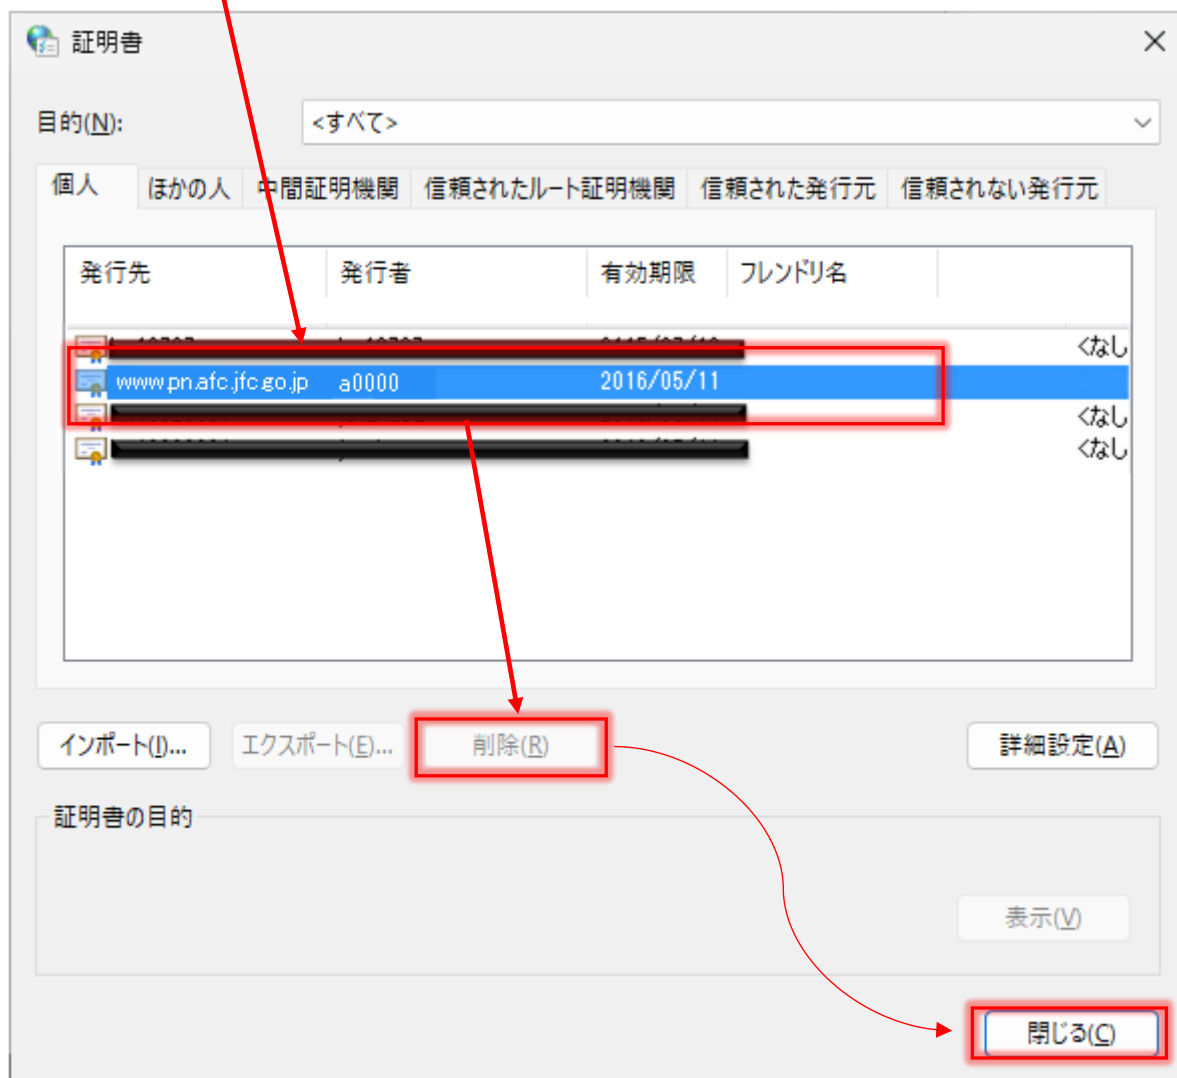 証明書
目的(N): <すべて>
個人 ほかの人 中間証明機関 信頼されたルート証明機関 信頼された発行元 信頼されない発行元
発行先 発行者 有効期限 フレンドリ名
<なし
www.pn.afc.jfc.go.jp a0000 2016/05/11
<なし
<なし
インポート(I)... エクスポート(E)... 削除(R) 詳細設定(A)
証明書の目的
表示(V)
閉じる(C)